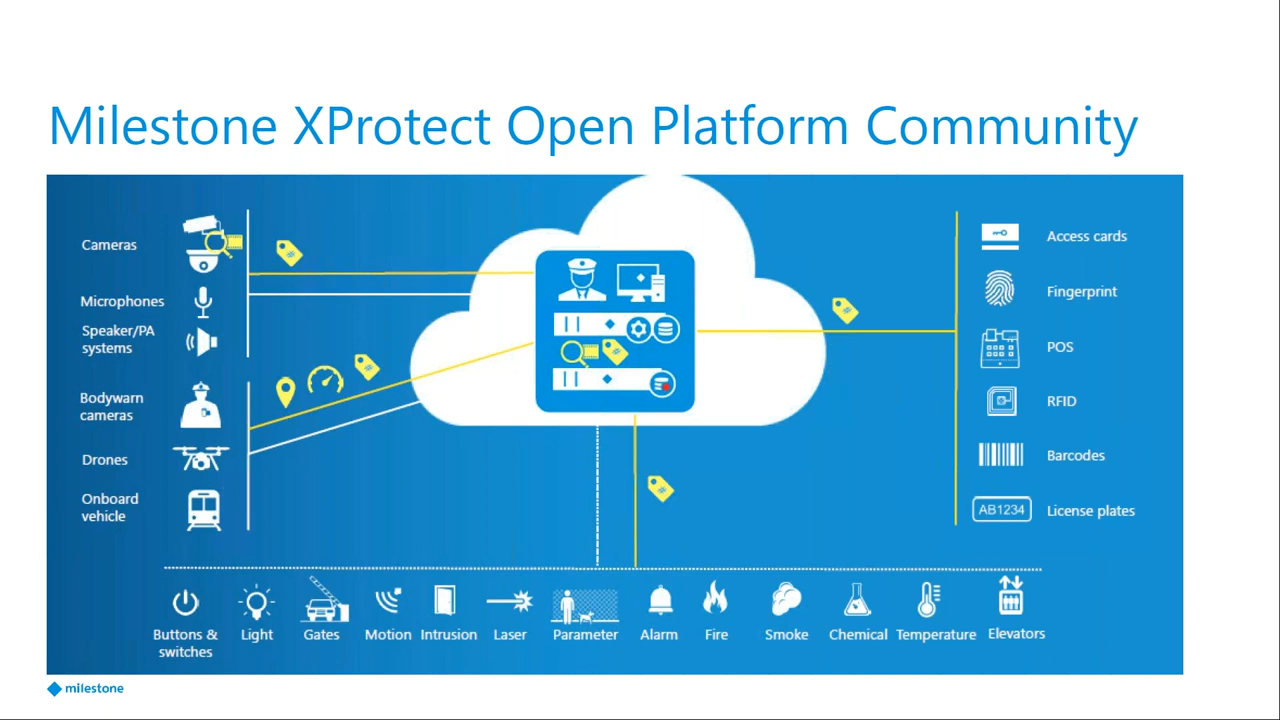 Milestone XProtect Open Platform Community
Cameras
Microphones
Speaker/PA
systems
Bodywarn
cameras
Drones
Onboard
vehicle
#
#
#
#
#
Access cards
Fingerprint
POS
RFID
Barcodes
AB1234
License plates
Buttons &
switches
Light
Gates
Motion
Intrusion
Laser
Parameter
Alarm
Fire
Smoke
Chemical
Temperature
Elevators
milestone